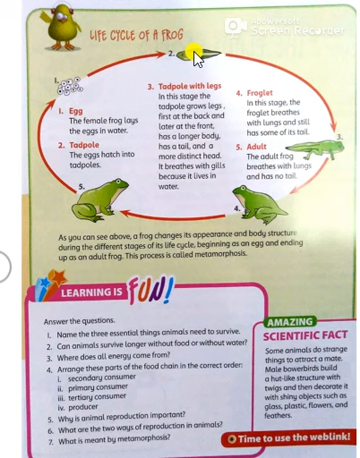 LIFE CYCLE OF A FROG
Apowersoft
Screen Recorder
2.
1.
3.
5.
4.
1. Egg
The female frog lays
the eggs in water.
2. Tadpole
The eggs hatch into
tadpoles.
3. Tadpole with legs
In this stage the
tadpole grows legs,
first at the back and
later at the front,
has a longer body,
has a tail, and a
more distinct head.
It breathes with gills
because it lives in
water.
4. Froglet
In this stage, the
froglet breathes
with lungs and still
has some of its tail.
5. Adult
The adult frog
breathes with lungs
and has no tail.
As you can see above, a frog changes its appearance and body structure
during the different stages of its life cycle, beginning as an egg and ending
up as an adult frog. This process is called metamorphosis.
LEARNING IS FUN!
Answer the questions.
1. Name the three essential things animals need to survive.
2. Can animals survive longer without food or without water?
3. Where does all energy come from?
4. Arrange these parts of the food chain in the correct order:
i. secondary consumer
ii. primary consumer
iii. tertiary consumer
iv. producer
5. Why is animal reproduction important?
6. What are the two ways of reproduction in animals?
7. What is meant by metamorphosis?
AMAZING
SCIENTIFIC FACT
Some animals do strange
things to attract a mate.
Male bowerbirds build
a hut-like structure with
twigs and then decorate it
with shiny objects such as
glass, plastic, flowers, and
feathers.
Time to use the weblink!